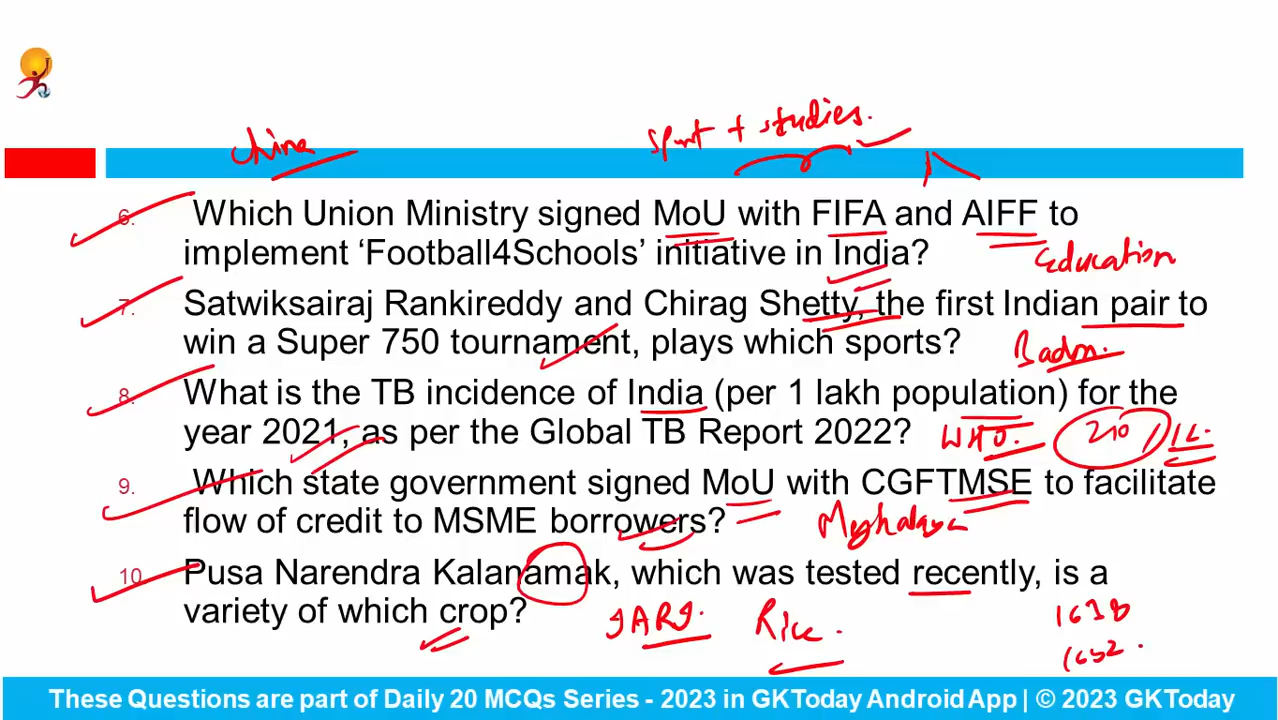 China
Sport + studies.
6. Which Union Ministry signed MoU with FIFA and AIFF to
implement ‘Football4Schools’ initiative in India?
Education
7. Satwiksairaj Rankireddy and Chirag Shetty, the first Indian pair to
win a Super 750 tournament, plays which sports?
Badm.
8. What is the TB incidence of India (per 1 lakh population) for the
year 2021, as per the Global TB Report 2022?
WHO. 210 / 1L.
9. Which state government signed MoU with CGFTMSE to facilitate
flow of credit to MSME borrowers?
Meghalaya
10. Pusa Narendra Kalanamak, which was tested recently, is a
variety of which crop?
IARI. Rice.
1638
1652.
These Questions are part of Daily 20 MCQs Series - 2023 in GKToday Android App | © 2023 GKToday